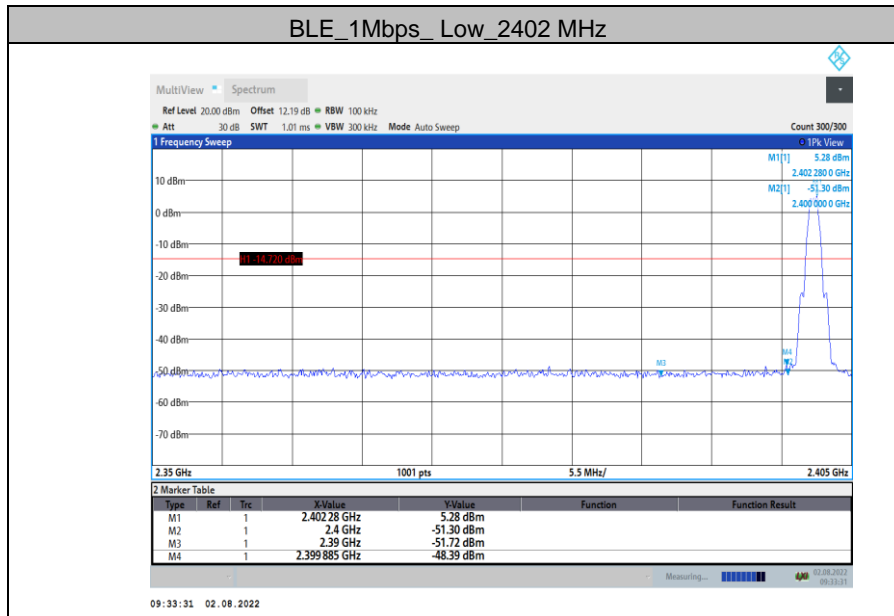 BLE_1Mbps_ Low_2402 MHz
MultiView Spectrum
Ref Level 20.00 dBm Offset 12.19 dB RBW 100 kHz
Att 30 dB SWT 1.01 ms VBW 300 kHz Mode Auto Sweep Count 300/300
1 Frequency Sweep 1Pk View
M1[1] 5.28 dBm
2.402 280 0 GHz
M2[1] -51.30 dBm
2.400 000 0 GHz
10 dBm
0 dBm
-10 dBm
H1 -14.720 dBm
-20 dBm
-30 dBm
-40 dBm
M4
M3 M2
-50 dBm
-60 dBm
-70 dBm
2.35 GHz 1001 pts 5.5 MHz/ 2.405 GHz
2 Marker Table
Type Ref Trc X-Value Y-Value Function Function Result
M1 1 2.402 28 GHz 5.28 dBm
M2 1 2.4 GHz -51.30 dBm
M3 1 2.39 GHz -51.72 dBm
M4 1 2.399 885 GHz -48.39 dBm
Measuring... 02.08.2022
09:33:31
09:33:31 02.08.2022